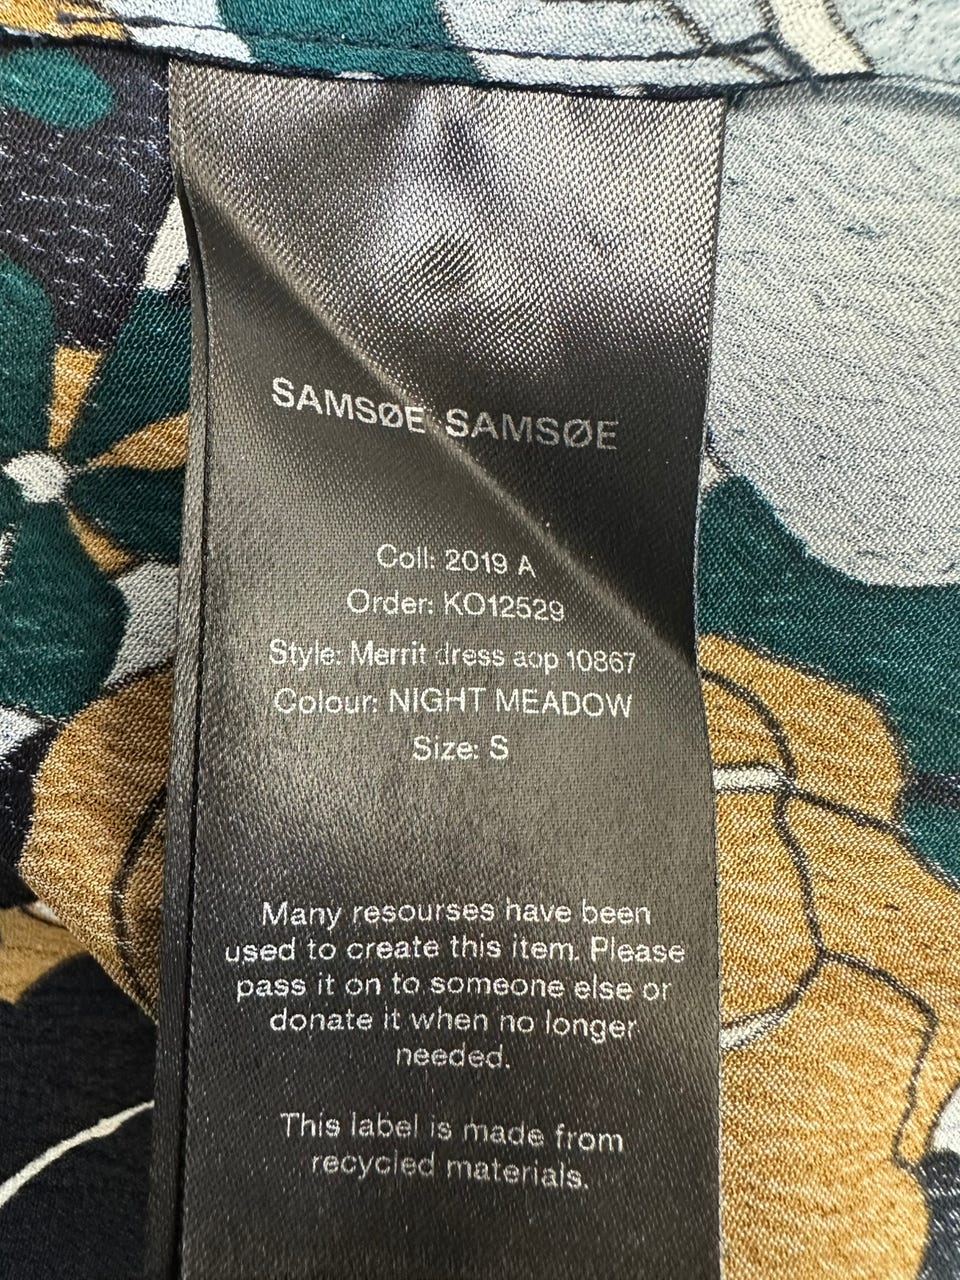 SAMSØE SAMSØE
Coll: 2019 A
Order: KO12529
Style: Merrit dress aop 10867
Colour: NIGHT MEADOW
Size: S
Many resourses have been
used to create this item. Please
pass it on to someone else or
donate it when no longer
needed.
This label is made from
recycled materials.